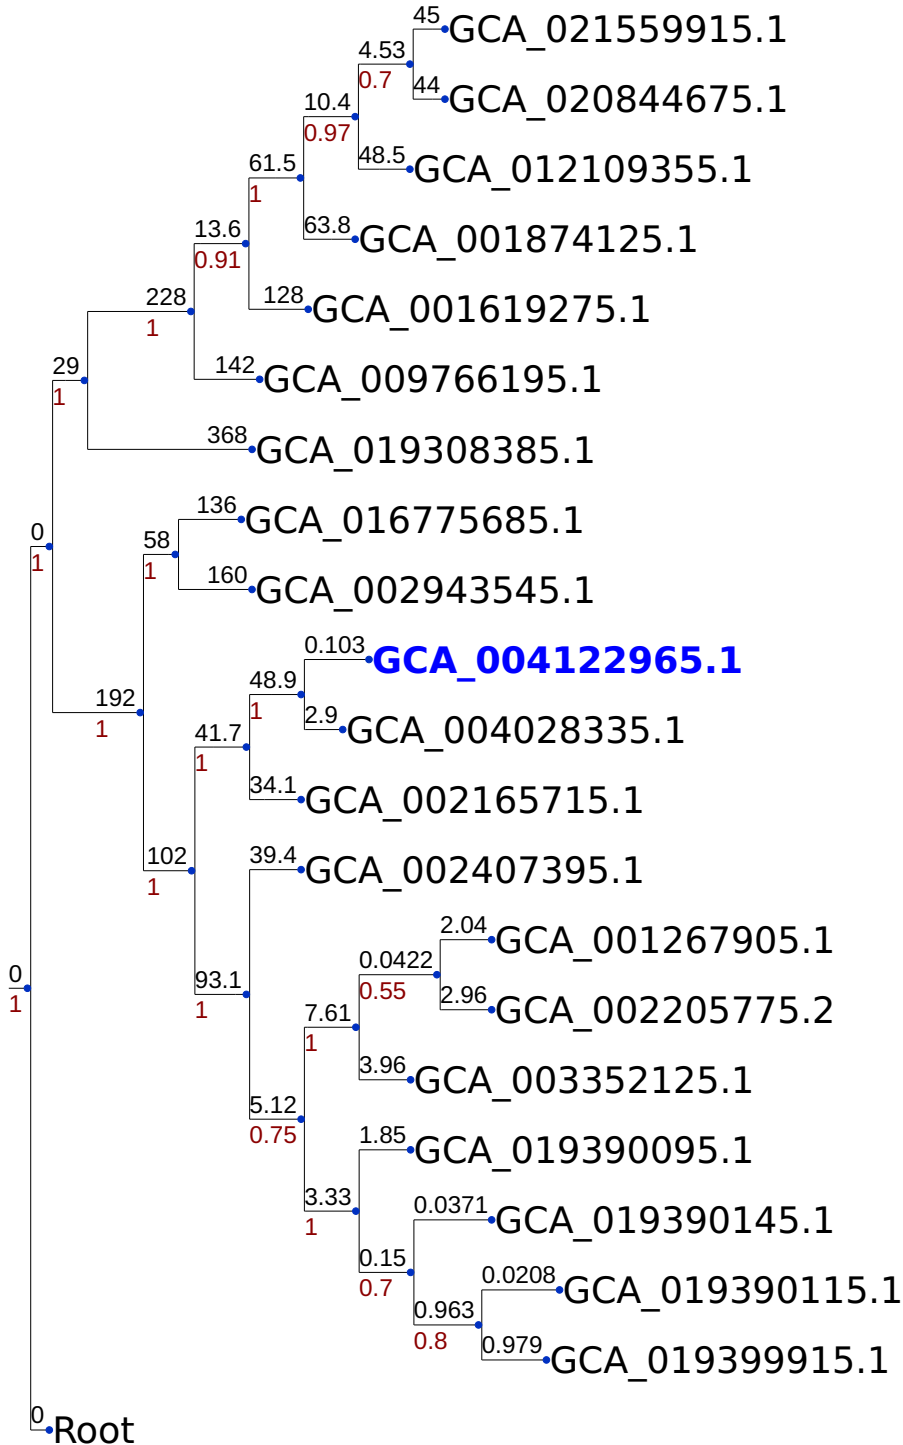 45
GCA_021559915.1
4.53
0.7
44
GCA_020844675.1
10.4
0.97
48.5
GCA_012109355.1
61.5
1
63.8
GCA_001874125.1
13.6
0.91
128
GCA_001619275.1
228
1
142
GCA_009766195.1
29
1
368
GCA_019308385.1
136
GCA_016775685.1
0
1
58
1
160
GCA_002943545.1
0.103
GCA_004122965.1
48.9
1
2.9
GCA_004028335.1
192
1
41.7
1
34.1
GCA_002165715.1
102
1
39.4
GCA_002407395.1
2.04
GCA_001267905.1
0.0422
0.55
0
1
93.1
1
2.96
GCA_002205775.2
7.61
1
3.96
GCA_003352125.1
5.12
0.75
1.85
GCA_019390095.1
3.33
1
0.0371
GCA_019390145.1
0.15
0.7
0.0208
GCA_019390115.1
0.963
0.8
0.979
GCA_019399915.1
0
Root